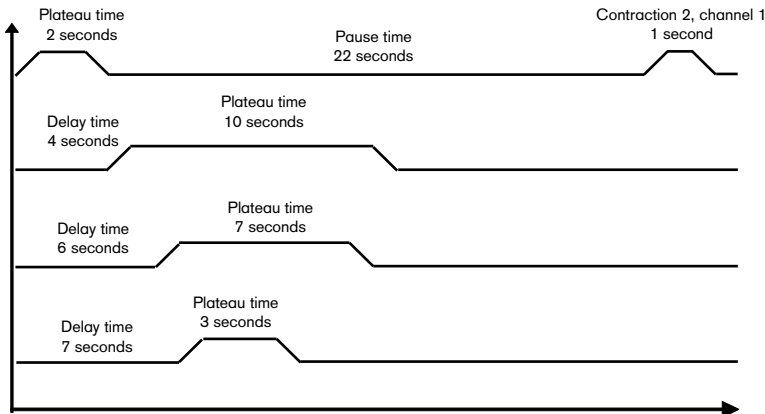 Plateau time
2 seconds
Pause time
22 seconds
Contraction 2, channel 1
1 second
Delay time
4 seconds
Plateau time
10 seconds
Delay time
6 seconds
Plateau time
7 seconds
Delay time
7 seconds
Plateau time
3 seconds